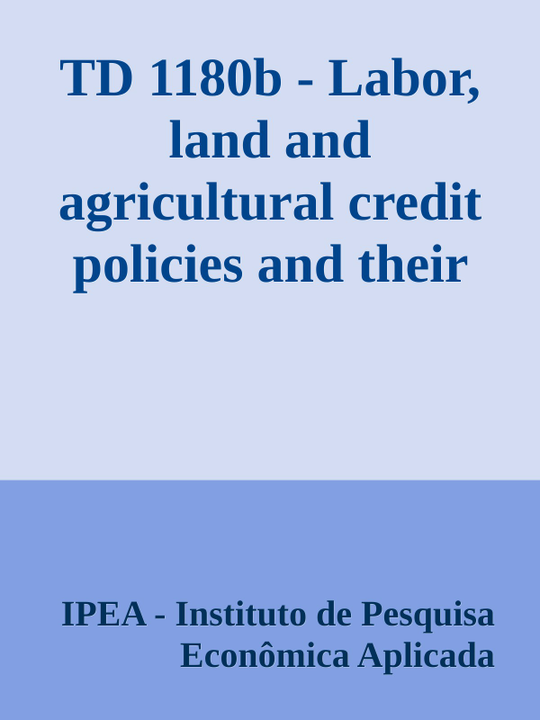 TD 1180b - Labor,
land and
agricultural credit
policies and their
IPEA - Instituto de Pesquisa
Econômica Aplicada